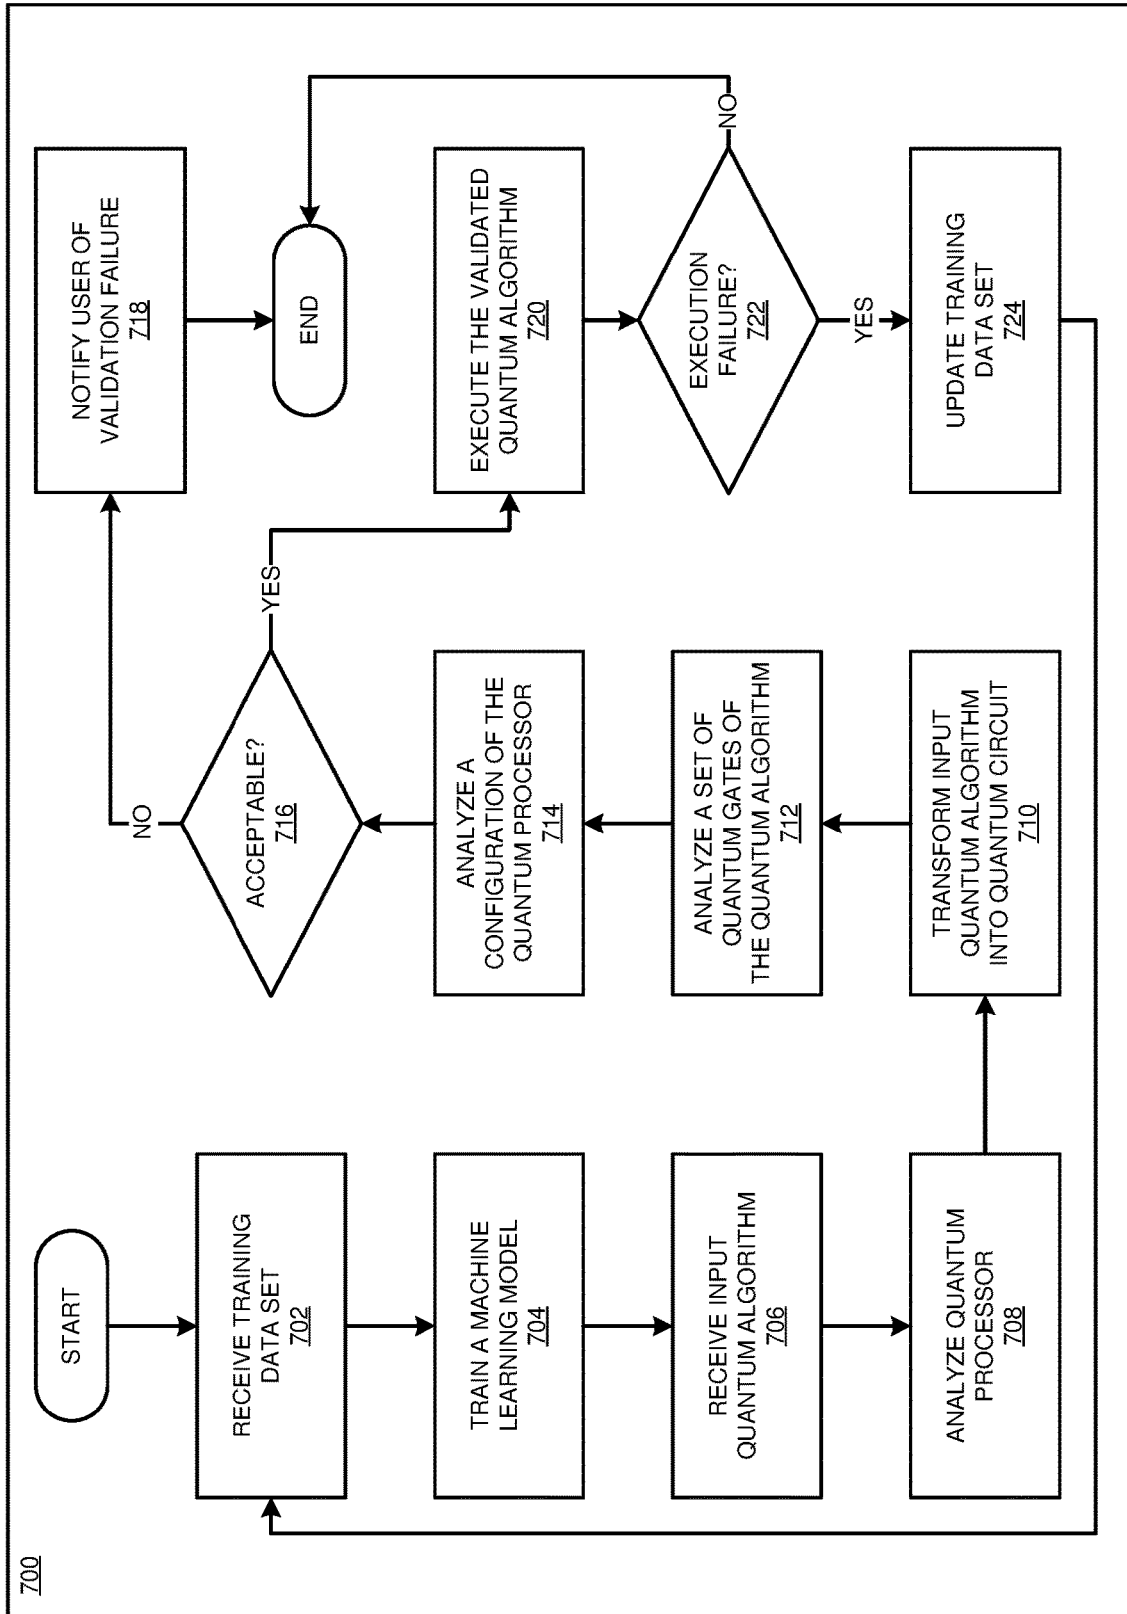 700
START
RECEIVE TRAINING
DATA SET
702
TRAIN A MACHINE
LEARNING MODEL
704
RECEIVE INPUT
QUANTUM ALGORITHM
706
ANALYZE QUANTUM
PROCESSOR
708
TRANSFORM INPUT
QUANTUM ALGORITHM
INTO QUANTUM CIRCUIT
710
ANALYZE A SET OF
QUANTUM GATES OF
THE QUANTUM ALGORITHM
712
ANALYZE A
CONFIGURATION OF THE
QUANTUM PROCESSOR
714
ACCEPTABLE?
716
NO
YES
NOTIFY USER OF
VALIDATION FAILURE
718
END
EXECUTE THE VALIDATED
QUANTUM ALGORITHM
720
EXECUTION
FAILURE?
722
NO
YES
UPDATE TRAINING
DATA SET
724